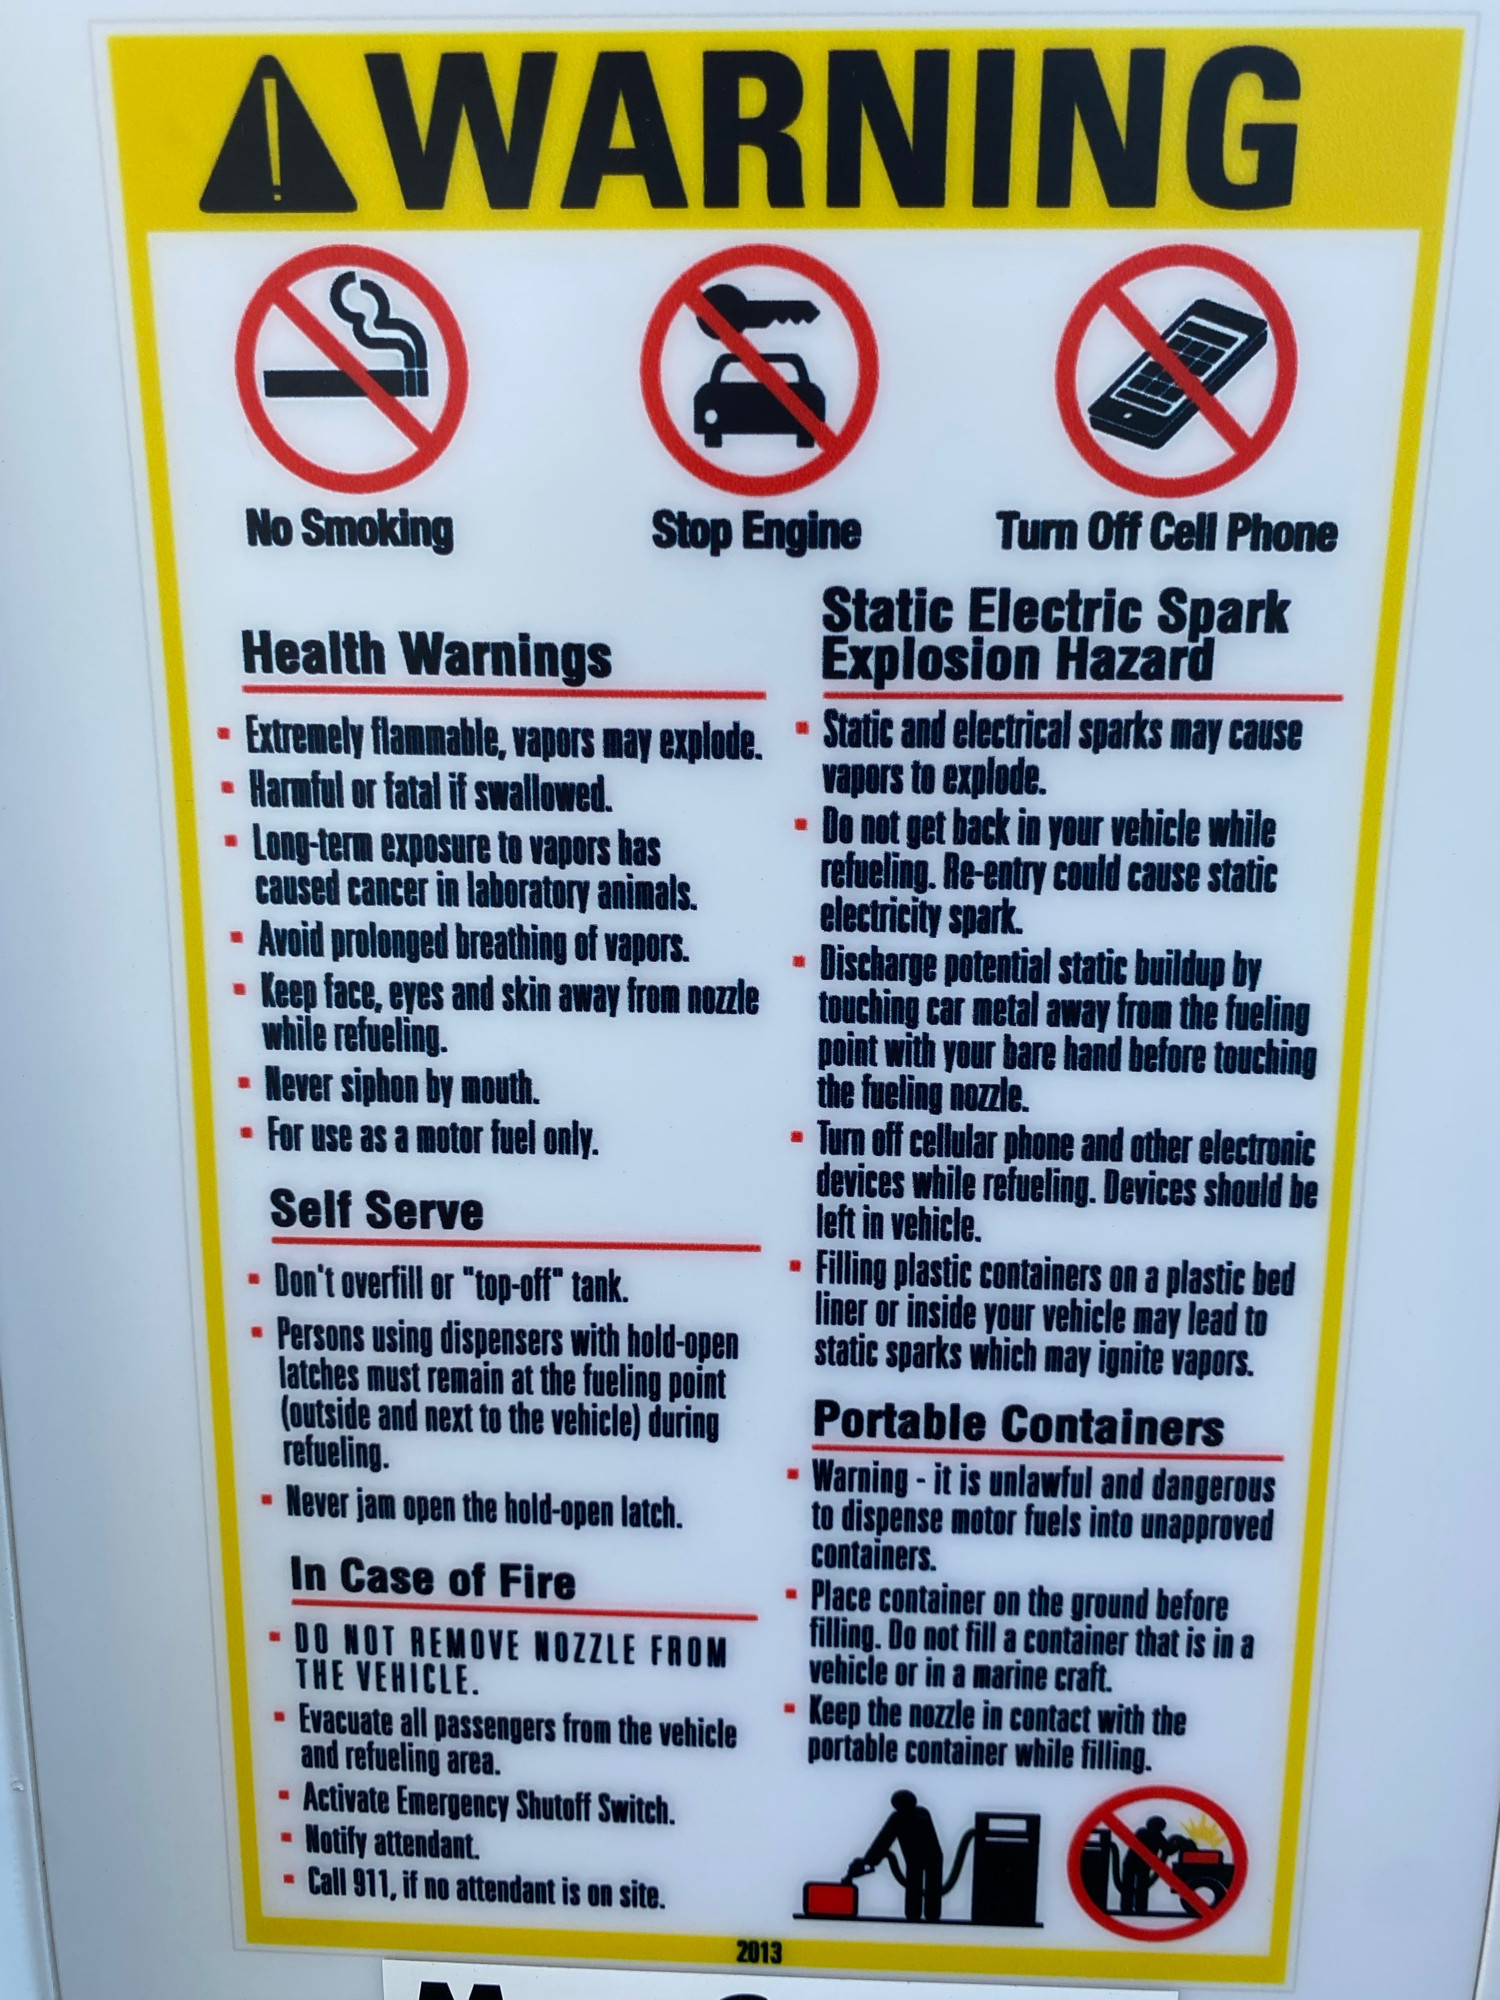 WARNING
No Smoking
Stop Engine
Turn Off Cell Phone
Health Warnings
Extremely flammable, vapors may explode.
Harmful or fatal if swallowed.
Long-term exposure to vapors has
caused cancer in laboratory animals.
Avoid prolonged breathing of vapors.
Keep face, eyes and skin away from nozzle
while refueling.
Never siphon by mouth.
For use as a motor fuel only.
Self Serve
Don't overfill or "top-off" tank.
Persons using dispensers with hold-open
latches must remain at the fueling point
(outside and next to the vehicle) during
refueling.
Never jam open the hold-open latch.
In Case of Fire
DO NOT REMOVE NOZZLE FROM
THE VEHICLE.
Evacuate all passengers from the vehicle
and refueling area.
Activate Emergency Shutoff Switch.
Notify attendant.
Call 911, if no attendant is on site.
Static Electric Spark
Explosion Hazard
Static and electrical sparks may cause
vapors to explode.
Do not get back in your vehicle while
refueling. Re-entry could cause static
electricity spark.
Discharge potential static buildup by
touching car metal away from the fueling
point with your bare hand before touching
the fueling nozzle.
Turn off cellular phone and other electronic
devices while refueling. Devices should be
left in vehicle.
Filling plastic containers on a plastic bed
liner or inside your vehicle may lead to
static sparks which may ignite vapors.
Portable Containers
Warning - it is unlawful and dangerous
to dispense motor fuels into unapproved
containers.
Place container on the ground before
filling. Do not fill a container that is in a
vehicle or in a marine craft.
Keep the nozzle in contact with the
portable container while filling.
2013